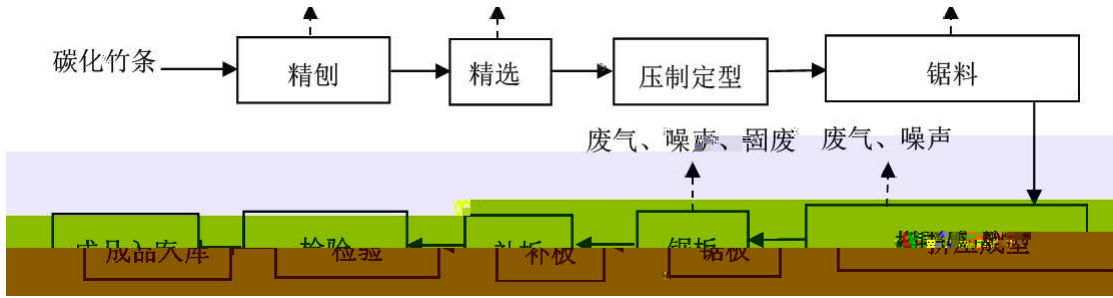 碳化竹条 精刨 精选 压制定型 锯料
废气、噪声、固废 废气、噪声
成品入库 检验 补板 锯板